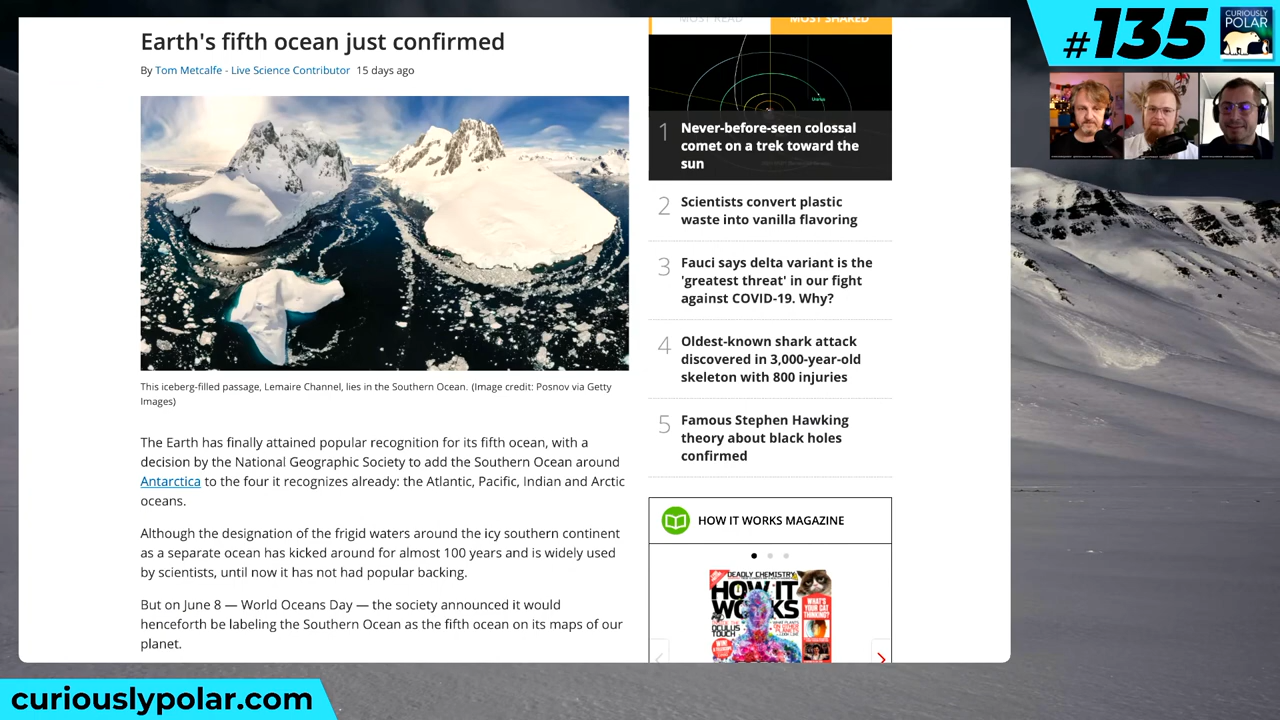 Earth's fifth ocean just confirmed
By Tom Metcalfe - Live Science Contributor 15 days ago
This iceberg-filled passage, Lemaire Channel, lies in the Southern Ocean. (Image credit: Posnov via Getty
Images)
The Earth has finally attained popular recognition for its fifth ocean, with a
decision by the National Geographic Society to add the Southern Ocean around
Antarctica to the four it recognizes already: the Atlantic, Pacific, Indian and Arctic
oceans.
Although the designation of the frigid waters around the icy southern continent
as a separate ocean has kicked around for almost 100 years and is widely used
by scientists, until now it has not had popular backing.
But on June 8 — World Oceans Day — the society announced it would
henceforth be labeling the Southern Ocean as the fifth ocean on its maps of our
planet.
MOST READ
MOST SHARED
1
Never-before-seen colossal
comet on a trek toward the
sun
2
Scientists convert plastic
waste into vanilla flavoring
3
Fauci says delta variant is the
'greatest threat' in our fight
against COVID-19. Why?
4
Oldest-known shark attack
discovered in 3,000-year-old
skeleton with 800 injuries
5
Famous Stephen Hawking
theory about black holes
confirmed
HOW IT WORKS MAGAZINE
DEADLY CHEMISTRY
HOW IT
WORKS
OCULUS
TOUCH
WHAT'S
YOUR CAT
THINKING?
#135
CURIOUSLY
POLAR
curiouslypolar.com